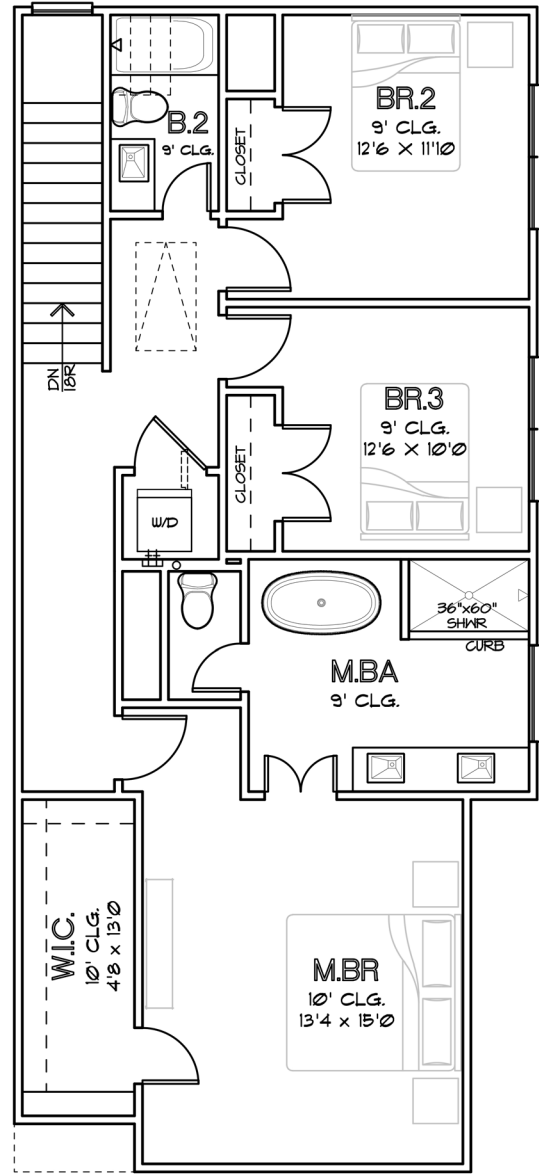 B.2
9' CLG.
CLOSET
BR.2
9' CLG.
12'6 X 11'10
DN
18R
BR.3
9' CLG.
12'6 X 10'0
CLOSET
W/D
36"x60"
SHWR
CURB
M.BA
9' CLG.
W.I.C.
10' CLG.
4'8 x 13'0
M.BR
10' CLG.
13'4 x 15'0